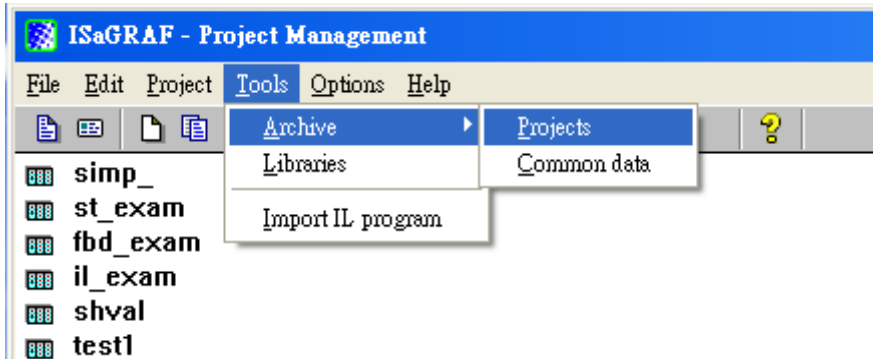 ISaGRAF - Project Management
File Edit Project Tools Options Help
Archive Projects
Libraries Common data
Import IL program
simp_
st_exam
fbd_exam
il_exam
shval
test1